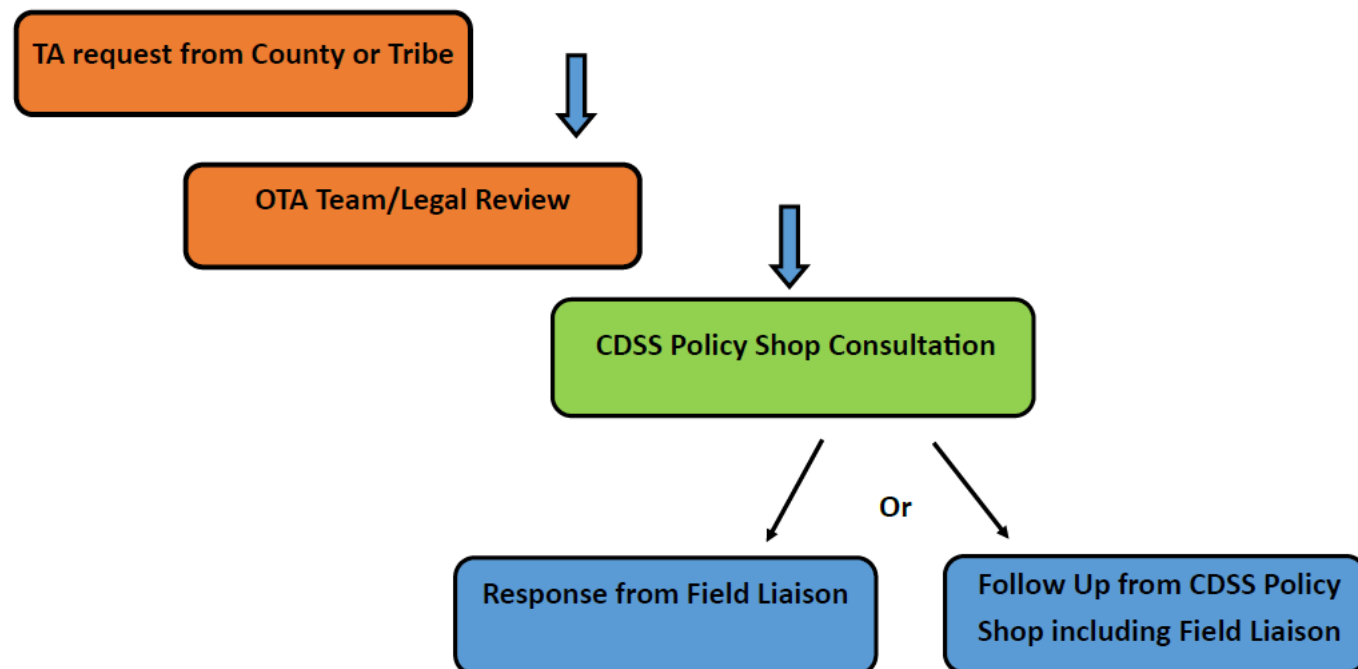 TA request from County or Tribe
OTA Team/Legal Review
CDSS Policy Shop Consultation
Or
Response from Field Liaison
Follow Up from CDSS Policy
Shop including Field Liaison